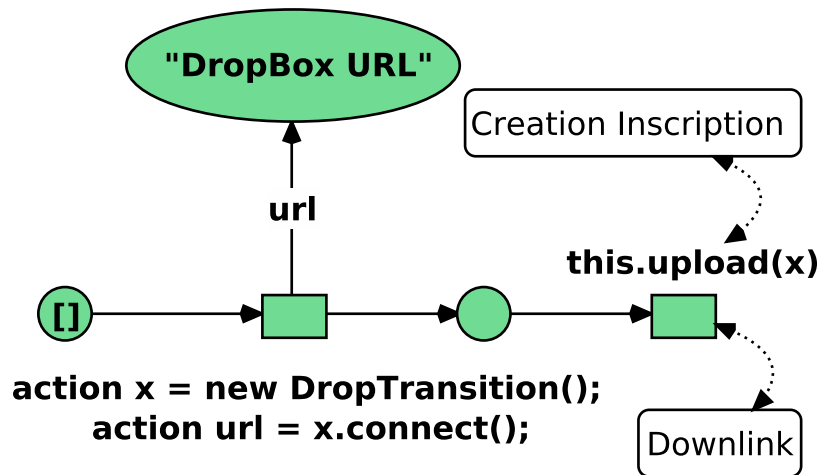 "DropBox URL"
Creation Inscription
url
this.upload(x)
[]
action x = new DropTransition();
action url = x.connect();
Downlink